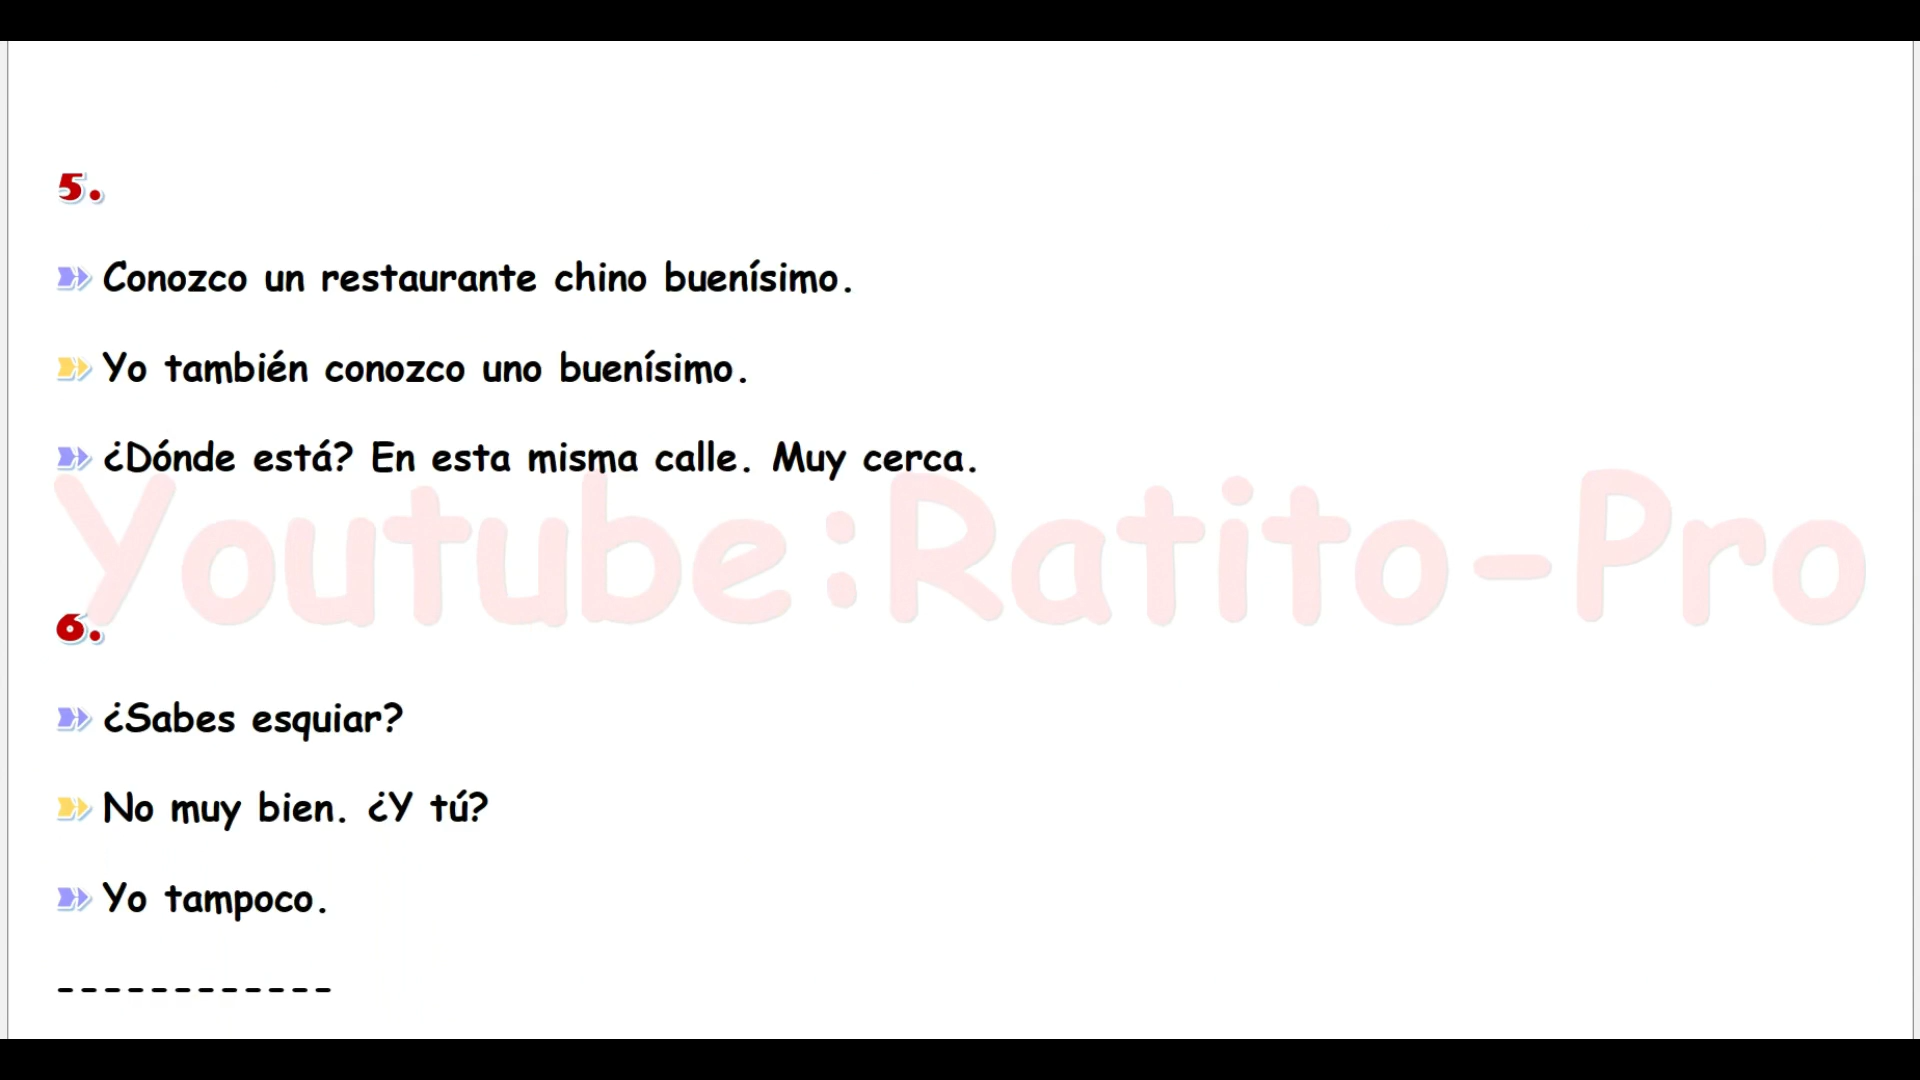 5.
Conozco un restaurante chino buenísimo.
Yo también conozco uno buenísimo.
¿Dónde está? En esta misma calle. Muy cerca.
Youtube:Ratito-Pro
6.
¿Sabes esquiar?
No muy bien. ¿Y tú?
Yo tampoco.
------------